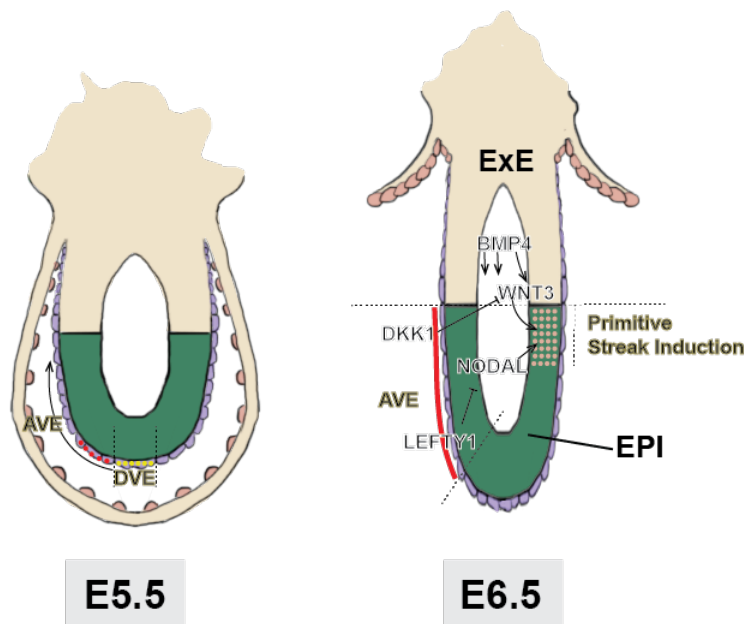 AVE
DVE
E5.5
ExE
BMP4
WNT3
DKK1
Primitive
Streak Induction
NODAL
AVE
LEFTY1
EPI
E6.5